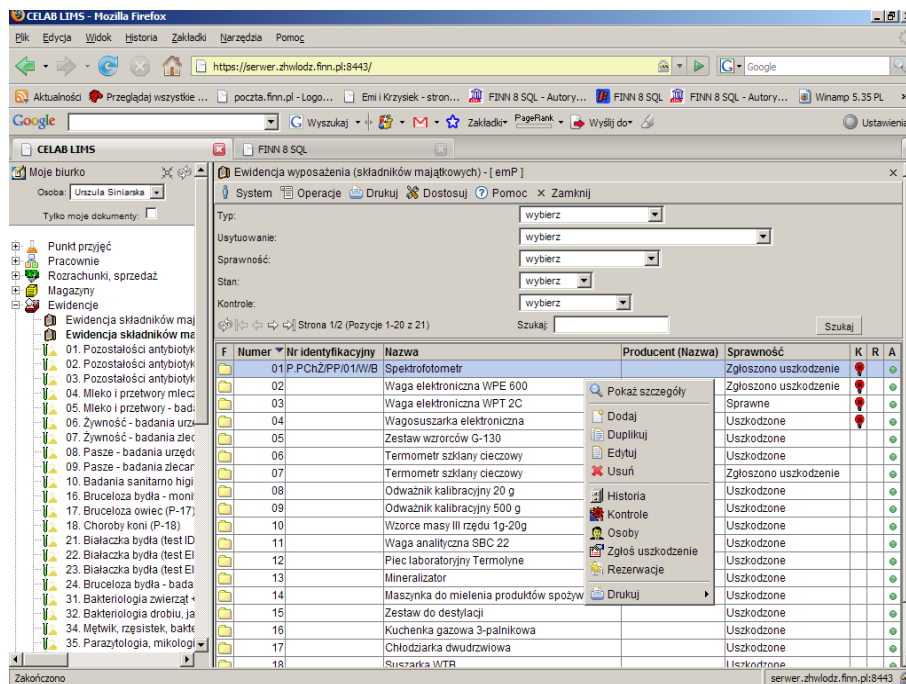 CELAB LIMS - Mozilla Firefox
Plik Edycja Widok Historia Zakładki Narzędzia Pomoc
https://serwer.zhwlodz.finn.pl:8443/
Google
Aktualności Przeglądaj wszystkie ... poczta.finn.pl - Logo... Emi i Krzysiek - stron... FINN 8 SQL - Autory... FINN 8 SQL FINN 8 SQL - Autory... Winamp 5.35 PL
Google Wyszukaj Zakładki PageRank Wyślij do Ustawienia
CELAB LIMS FINN 8 SQL
Moje biurko
Osoba: Urszula Siniarska
Tylko moje dokumenty:
Punkt przyjęć
Pracownie
Rozrachunki, sprzedaż
Magazyny
Ewidencje
Ewidencja składników maj
Ewidencja składników ma
01. Pozostałości antybiotyk
02. Pozostałości antybiotyk
03. Pozostałości antybiotyk
04. Mleko i przetwory mlecz
05. Mleko i przetwory - bada
06. Żywność - badania urzę
07. Żywność - badania zlec
08. Pasze - badania urzędo
09. Pasze - badania zlecan
10. Badania sanitarno higi
16. Bruceloza bydła - moni
17. Bruceloza owiec (P-17)
18. Choroby koni (P-18)
21. Białaczka bydła (test ID
22. Białaczka bydła (test El
23. Białaczka bydła (test El
24. Bruceloza bydła - bada
31. Bakteriologia zwierząt +
32. Bakteriologia drobiu, ja
34. Mętwik, rzęsistek, bakte
35. Parazytologia, mikologi
Ewidencja wyposażenia (składników majątkowych) - [ emP ]
System Operacje Drukuj Dostosuj Pomoc Zamknij
Typ: wybierz
Usytuowanie: wybierz
Sprawność: wybierz
Stan: wybierz
Kontrole: wybierz
Strona 1/2 (Pozycje 1-20 z 21) Szukaj: Szukaj
F Numer Nr identyfikacyjny Nazwa Producent (Nazwa) Sprawność K R A
01 P.PChŻ/PP/01/W/B Spektrofotometr Zgłoszono uszkodzenie
02 Waga elektroniczna WPE 600 Zgłoszono uszkodzenie
03 Waga elektroniczna WPT 2C Sprawne
04 Wagosuszarka elektroniczna Uszkodzone
05 Zestaw wzorców G-130 Uszkodzone
06 Termometr szklany cieczowy Uszkodzone
07 Termometr szklany cieczowy Zgłoszono uszkodzenie
08 Odważnik kalibracyjny 20 g Uszkodzone
09 Odważnik kalibracyjny 500 g Uszkodzone
10 Wzorce masy III rzędu 1g-20g Uszkodzone
11 Waga analityczna SBC 22 Uszkodzone
12 Piec laboratoryjny Termolyne Uszkodzone
13 Mineralizator Uszkodzone
14 Maszynka do mielenia produktów spożyw Uszkodzone
15 Zestaw do destylacji Uszkodzone
16 Kuchenka gazowa 3-palnikowa Uszkodzone
17 Chłodziarka dwudrzwiowa Uszkodzone
18 Suszarka WTB Uszkodzone
Pokaż szczegóły
Dodaj
Duplikuj
Edytuj
Usuń
Historia
Kontrole
Osoby
Zgłoś uszkodzenie
Rezerwacje
Drukuj
Zakończono serwer.zhwlodz.finn.pl:8443